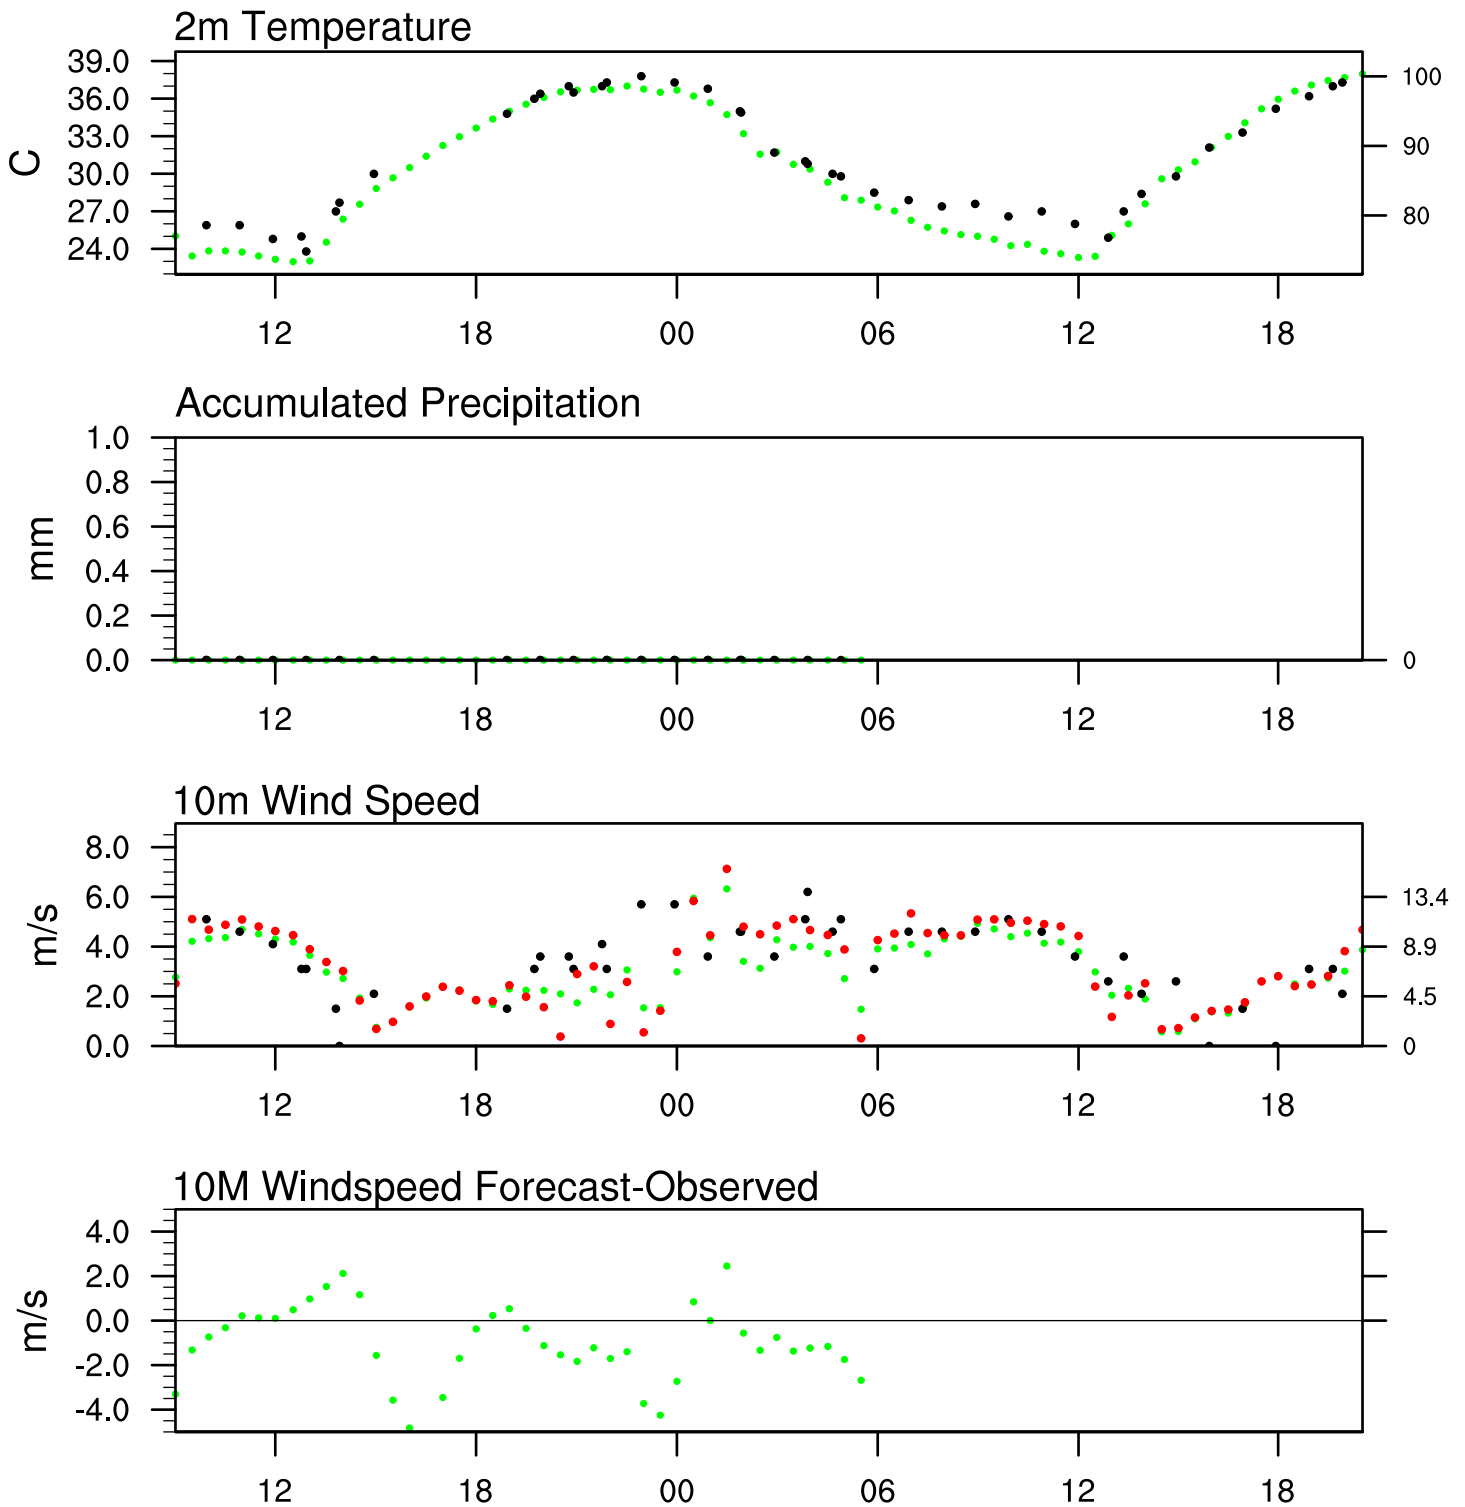 2m Temperature
39.0
36.0
33.0
30.0
27.0
24.0
C
100
90
80
12 18 00 06 12 18
Accumulated Precipitation
1.0
0.8
0.6
0.4
0.2
0.0
mm
0
12 18 00 06 12 18
10m Wind Speed
8.0
6.0
4.0
2.0
0.0
m/s
13.4
8.9
4.5
0
12 18 00 06 12 18
10M Windspeed Forecast-Observed
4.0
2.0
0.0
-2.0
-4.0
m/s
12 18 00 06 12 18